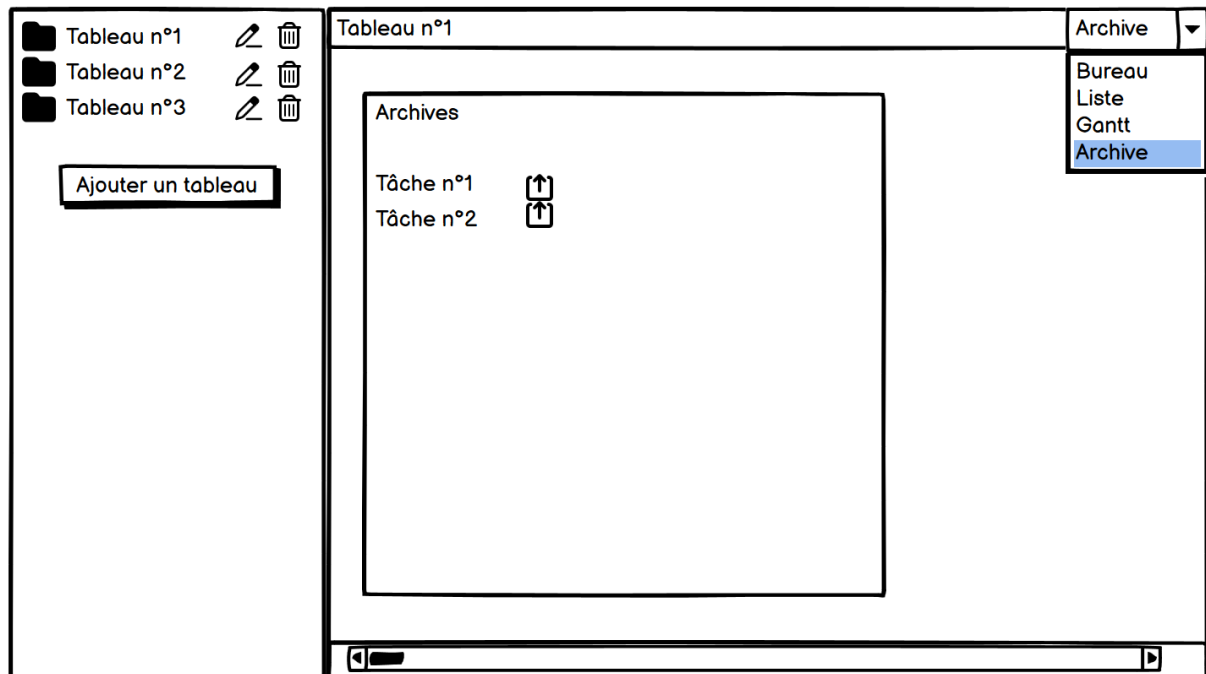 Tableau n°1
Tableau n°2
Tableau n°3
Ajouter un tableau
Tableau n°1
Archive
Bureau
Liste
Gantt
Archive
Archives
Tâche n°1
Tâche n°2